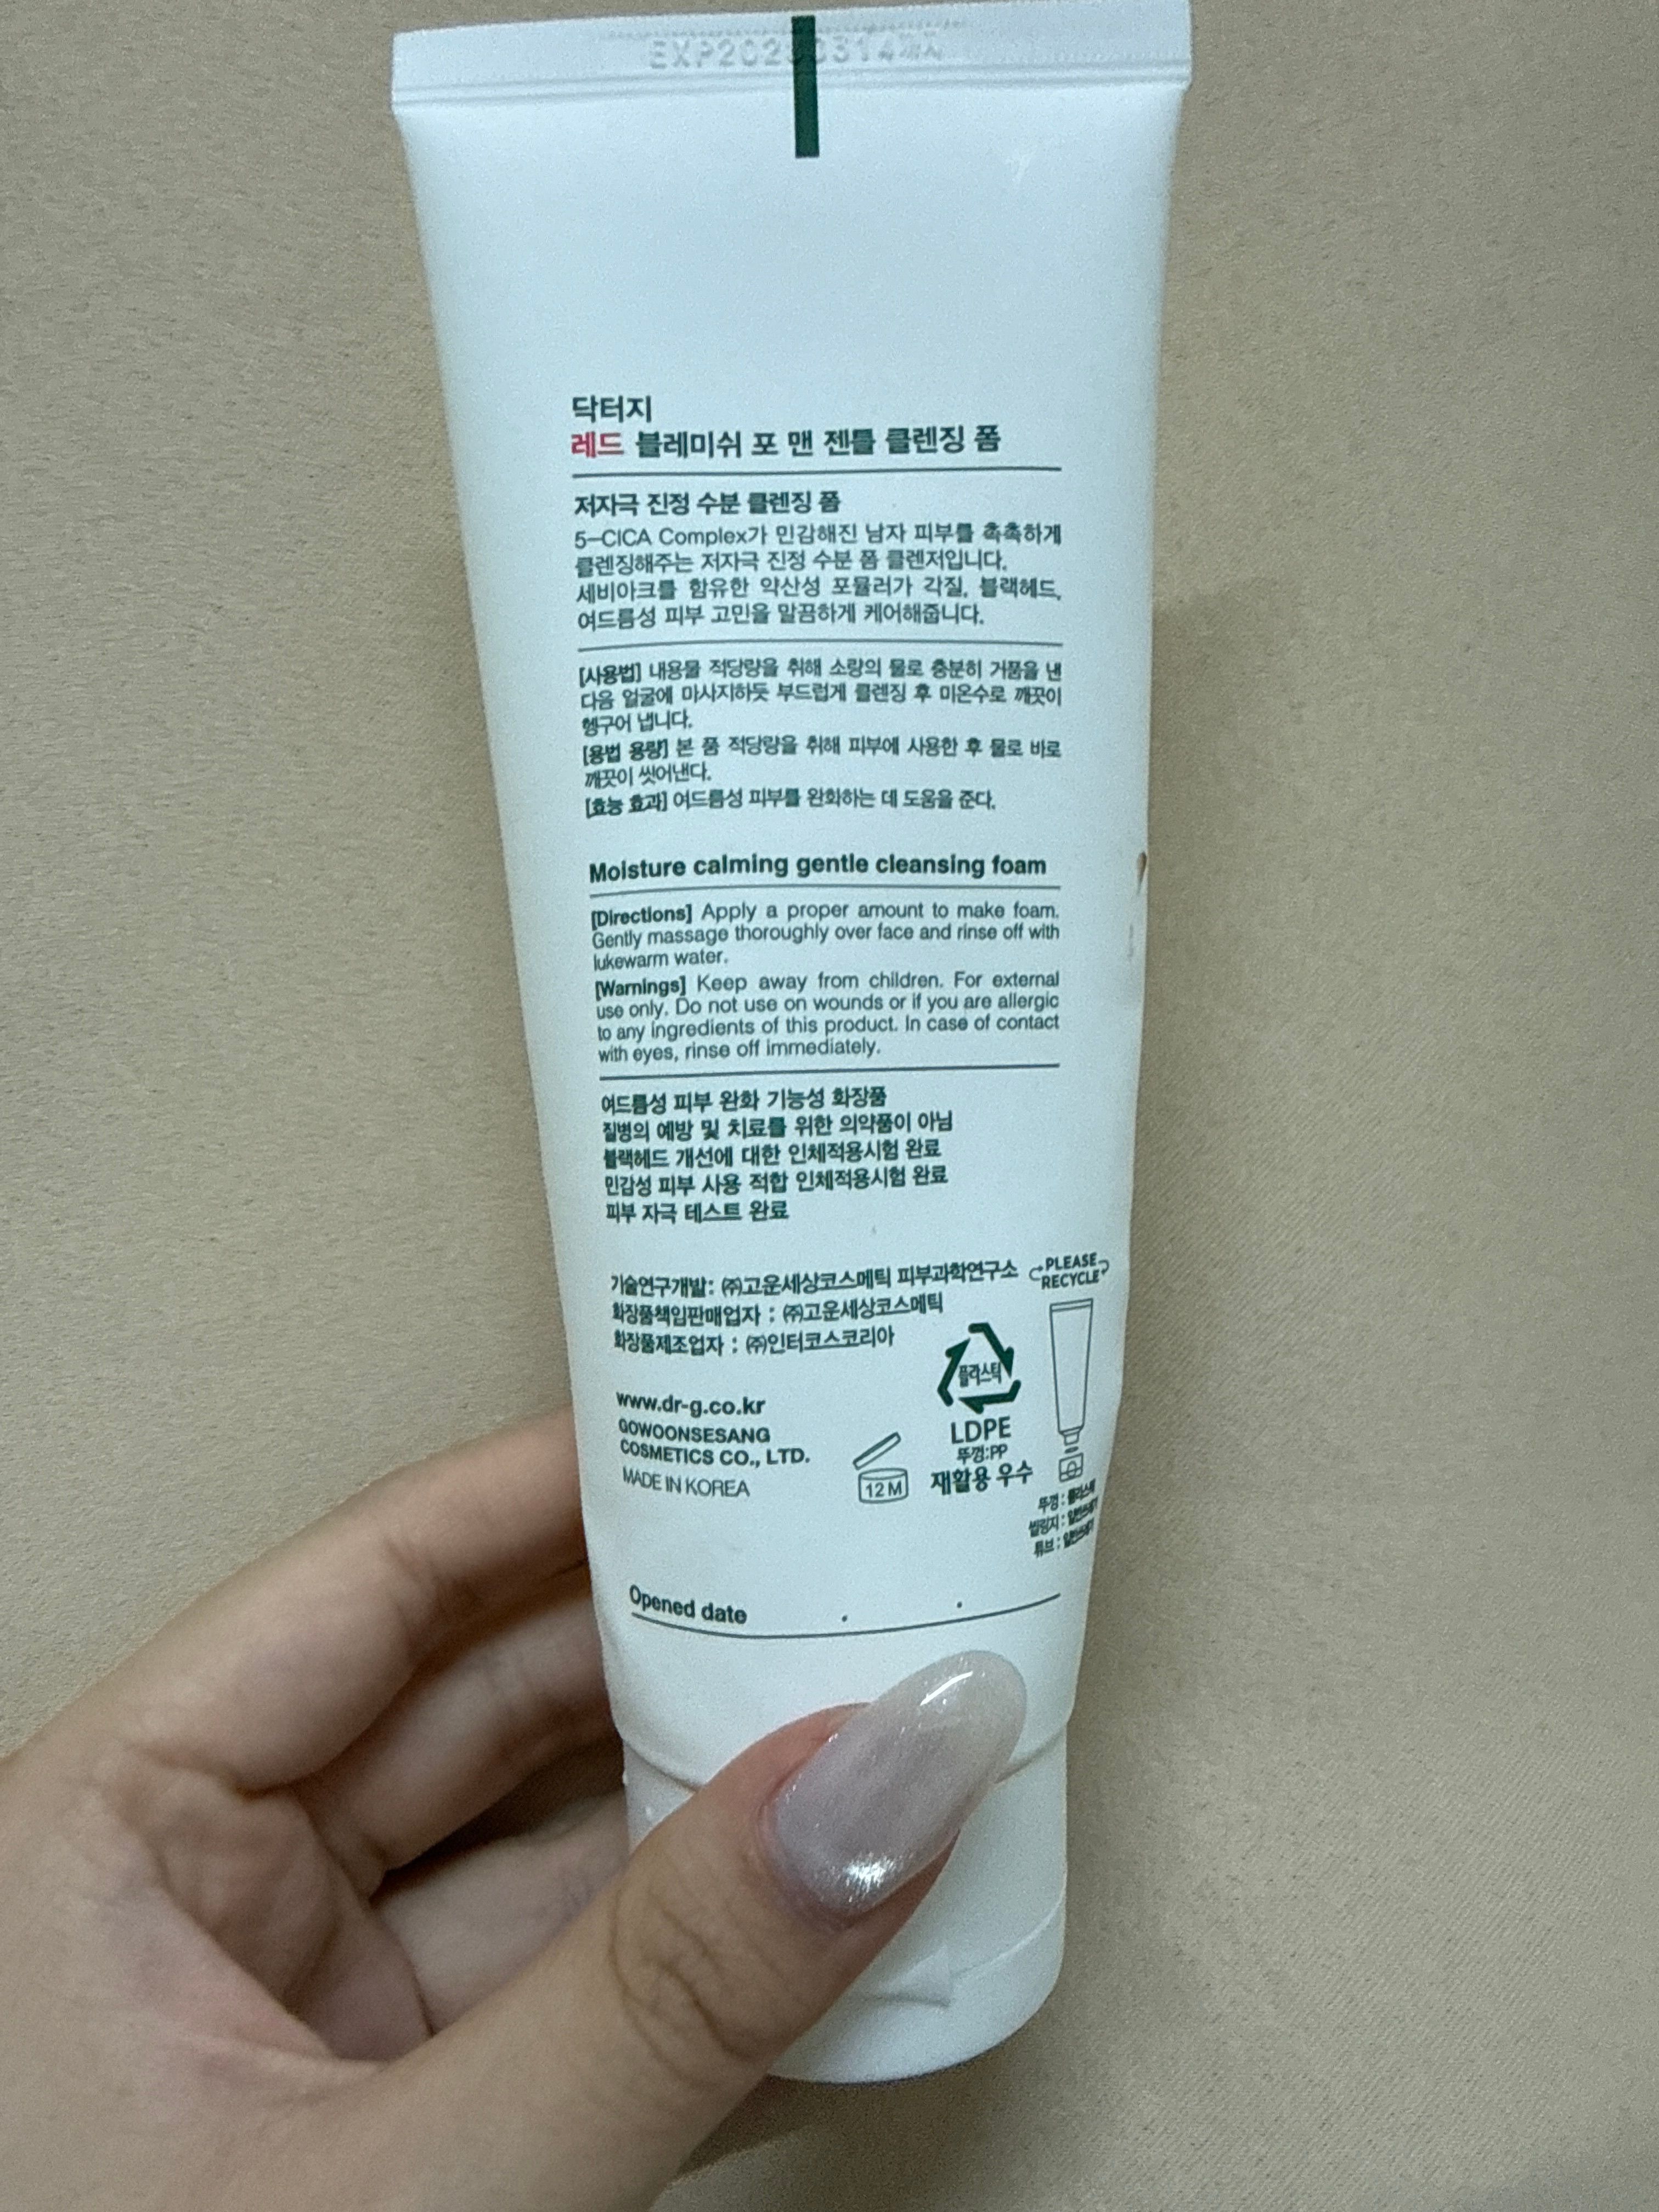 닥터지
레드 블레미쉬 포 맨 젠틀 클렌징 폼
저자극 진정 수분 클렌징 폼
5-CICA Complex가 민감해진 남자 피부를 촉촉하게
클렌징해주는 저자극 진정 수분 폼 클렌저입니다.
세비아크를 함유한 약산성 포뮬러가 각질, 블랙헤드,
여드름성 피부 고민을 말끔하게 케어해줍니다.
[사용법] 내용물 적당량을 취해 소량의 물로 충분히 거품을 낸
다음 얼굴에 마사지하듯 부드럽게 클렌징 후 미온수로 깨끗이
헹구어 냅니다.
[용법 용량] 본 품 적당량을 취해 피부에 사용한 후 물로 바로
깨끗이 씻어낸다.
[효능 효과] 여드름성 피부를 완화하는 데 도움을 준다.
Moisture calming gentle cleansing foam
[Directions] Apply a proper amount to make foam.
Gently massage thoroughly over face and rinse off with
lukewarm water.
[Warnings] Keep away from children. For external
use only. Do not use on wounds or if you are allergic
to any ingredients of this product. In case of contact
with eyes, rinse off immediately.
여드름성 피부 완화 기능성 화장품
질병의 예방 및 치료를 위한 의약품이 아님
블랙헤드 개선에 대한 인체적용시험 완료
민감성 피부 사용 적합 인체적용시험 완료
피부 자극 테스트 완료
기술연구개발: ㈜고운세상코스메틱 피부과학연구소
화장품책임판매업자 : ㈜고운세상코스메틱
화장품제조업자 : ㈜인터코스코리아
PLEASE
RECYCLE
플라스틱
LDPE
뚜껑:PP
재활용 우수
www.dr-g.co.kr
GOWOONSESANG
COSMETICS CO., LTD.
MADE IN KOREA
12M
뚜껑 : 플라스틱
씰링지 : 일반쓰레기
튜브 : 일반쓰레기
Opened date . .